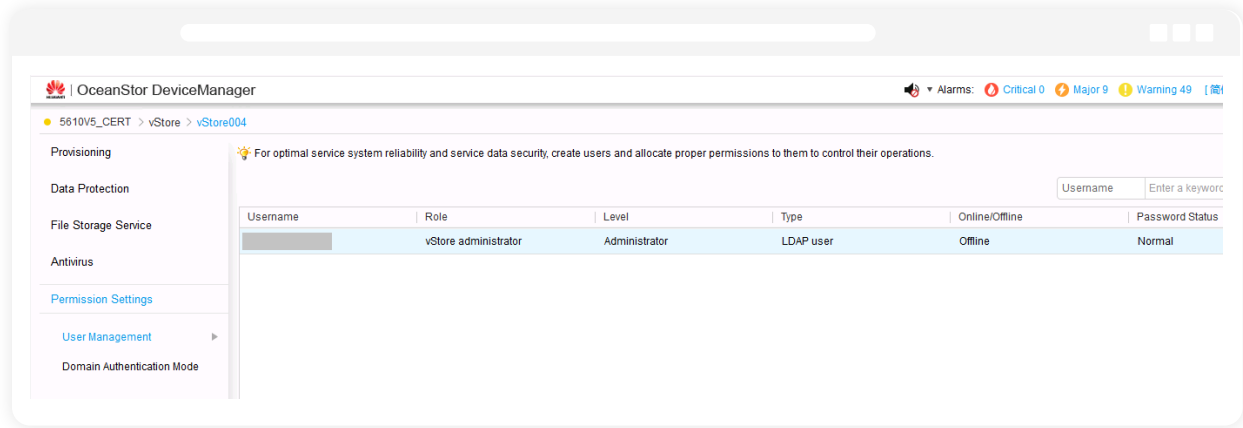 OceanStor DeviceManager
Alarms: Critical 0 Major 9 Warning 49 [简
5610V5_CERT > vStore > vStore004
Provisioning
For optimal service system reliability and service data security, create users and allocate proper permissions to them to control their operations.
Data Protection
Username Enter a keyword
File Storage Service
Username Role Level Type Online/Offline Password Status
vStore administrator Administrator LDAP user Offline Normal
Antivirus
Permission Settings
User Management
Domain Authentication Mode